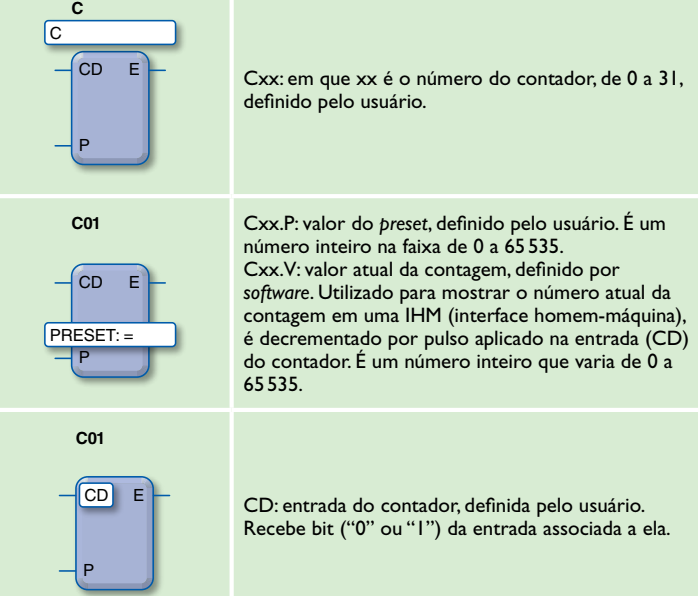 C
C
CD E
P
Cxx: em que xx é o número do contador, de 0 a 31,
definido pelo usuário.
C01
CD E
PRESET: =
P
Cxx.P: valor do preset, definido pelo usuário. É um
número inteiro na faixa de 0 a 65 535.
Cxx.V: valor atual da contagem, definido por
software. Utilizado para mostrar o número atual da
contagem em uma IHM (interface homem-máquina),
é decrementado por pulso aplicado na entrada (CD)
do contador. É um número inteiro que varia de 0 a
65 535.
C01
CD E
P
CD: entrada do contador, definida pelo usuário.
Recebe bit (“0” ou “1”) da entrada associada a ela.